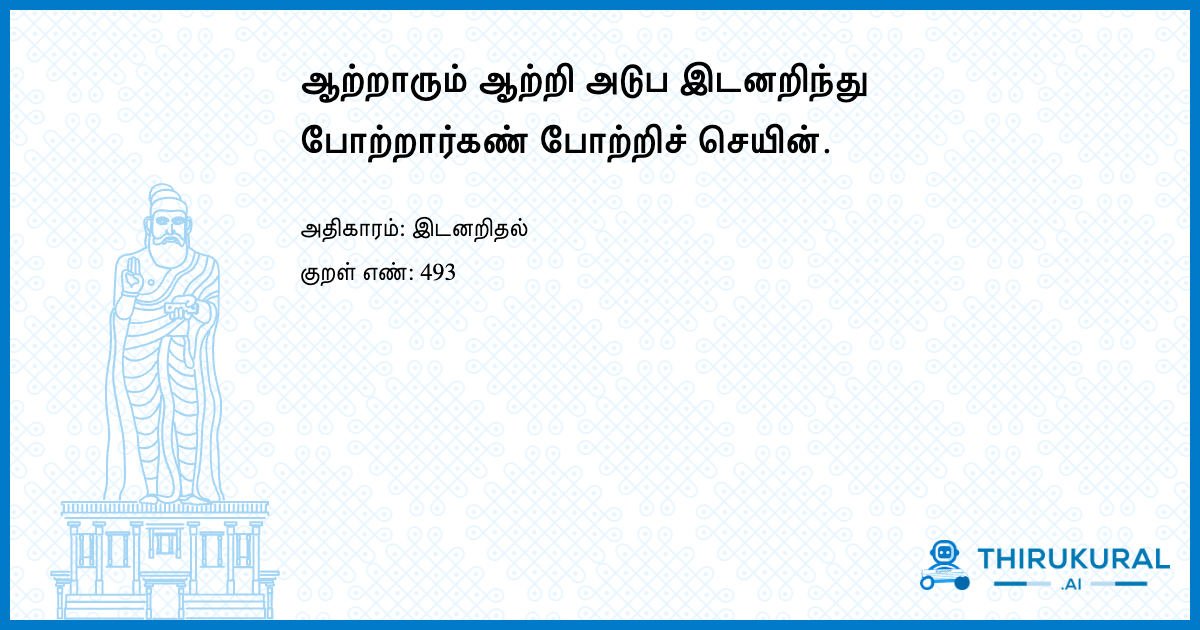 ஆற்றாரும் ஆற்றி அடுப இடனறிந்து
போற்றார்கண் போற்றிச் செயின்.
அதிகாரம்: இடனறிதல்
குறள் எண்: 493
THIRUKURAL
.AI